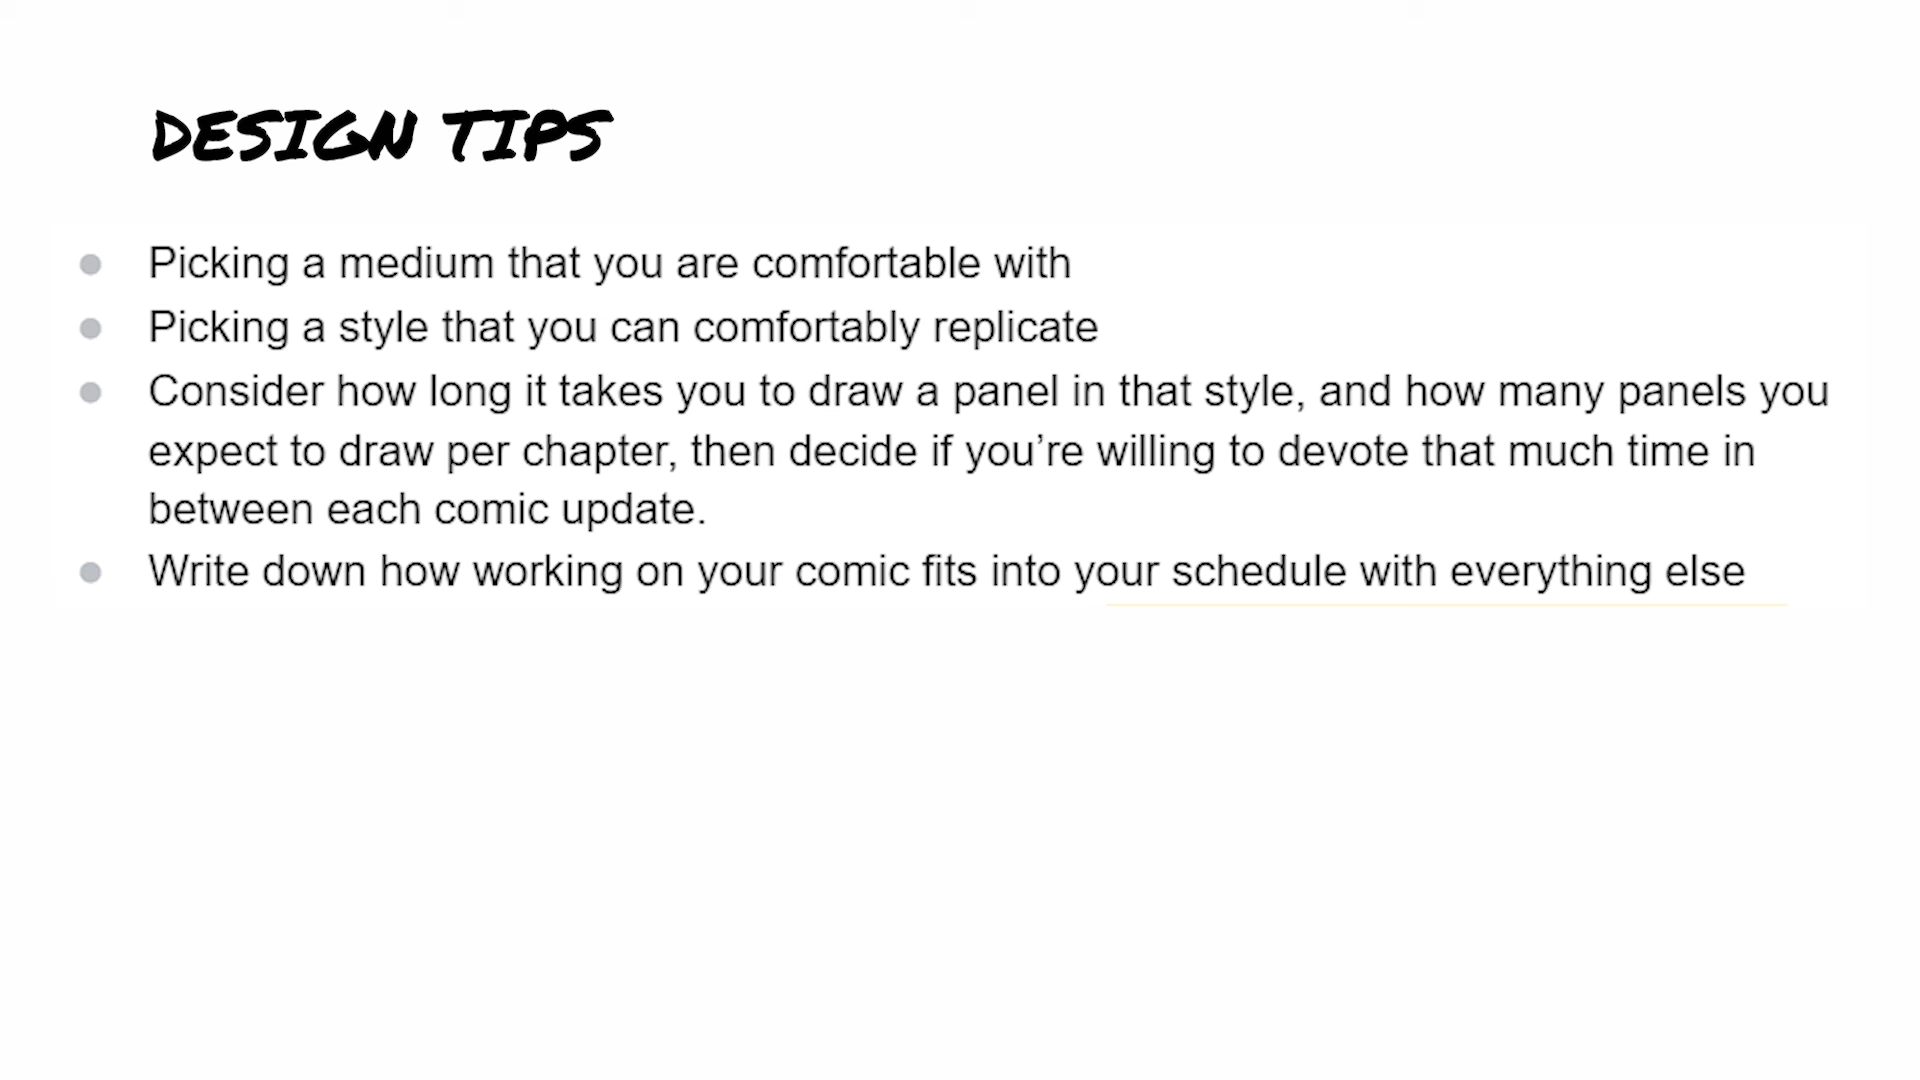 DESIGN TIPS
Picking a medium that you are comfortable with
Picking a style that you can comfortably replicate
Consider how long it takes you to draw a panel in that style, and how many panels you
expect to draw per chapter, then decide if you’re willing to devote that much time in
between each comic update.
Write down how working on your comic fits into your schedule with everything else